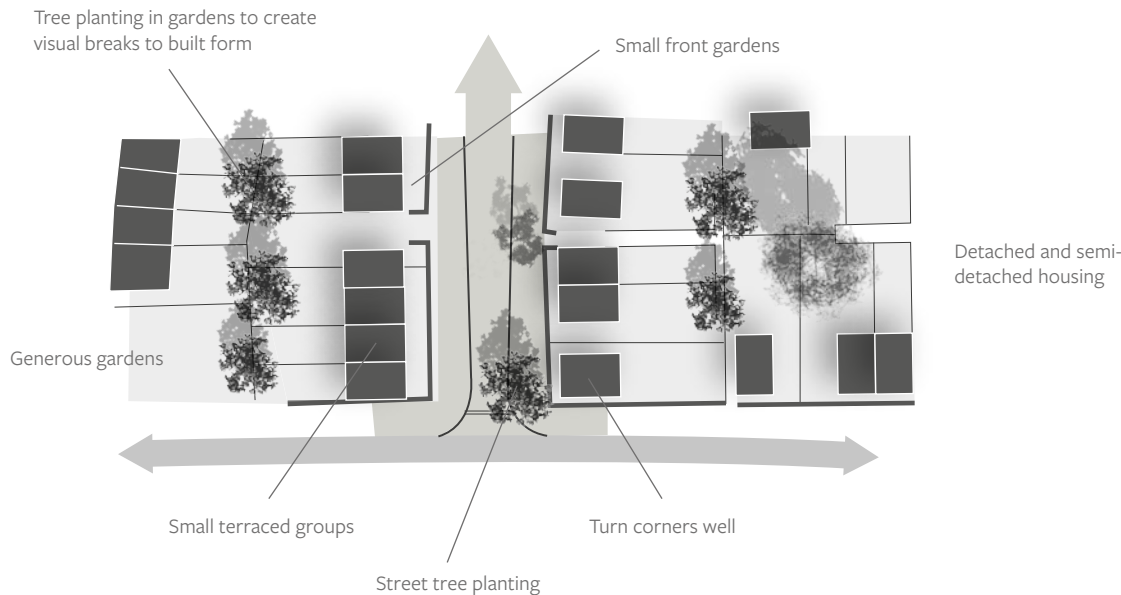 Tree planting in gardens to create
visual breaks to built form
Small front gardens
Detached and semi-
detached housing
Generous gardens
Small terraced groups
Turn corners well
Street tree planting